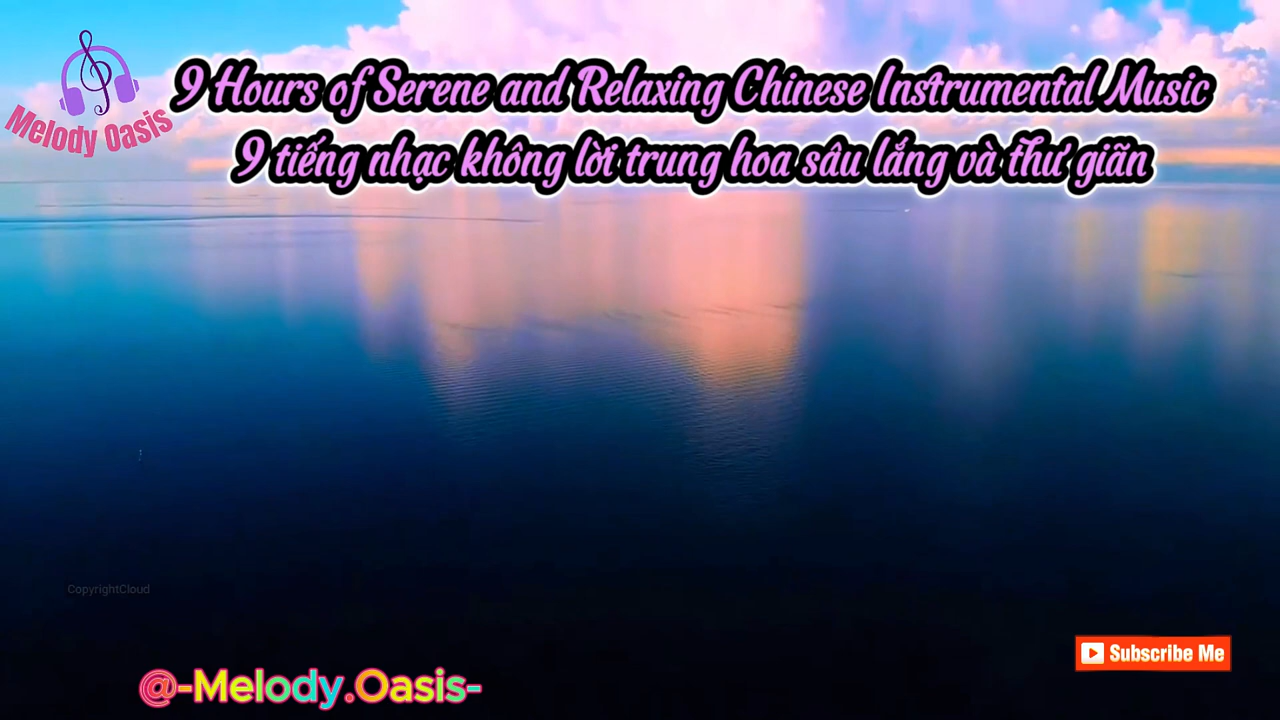 9 Hours of Serene and Relaxing Chinese Instrumental Music
9 tiếng nhạc không lời trung hoa sâu lắng và thư giãn
Melody Oasis
CopyrightCloud
Subscribe Me
@-Melody.Oasis-